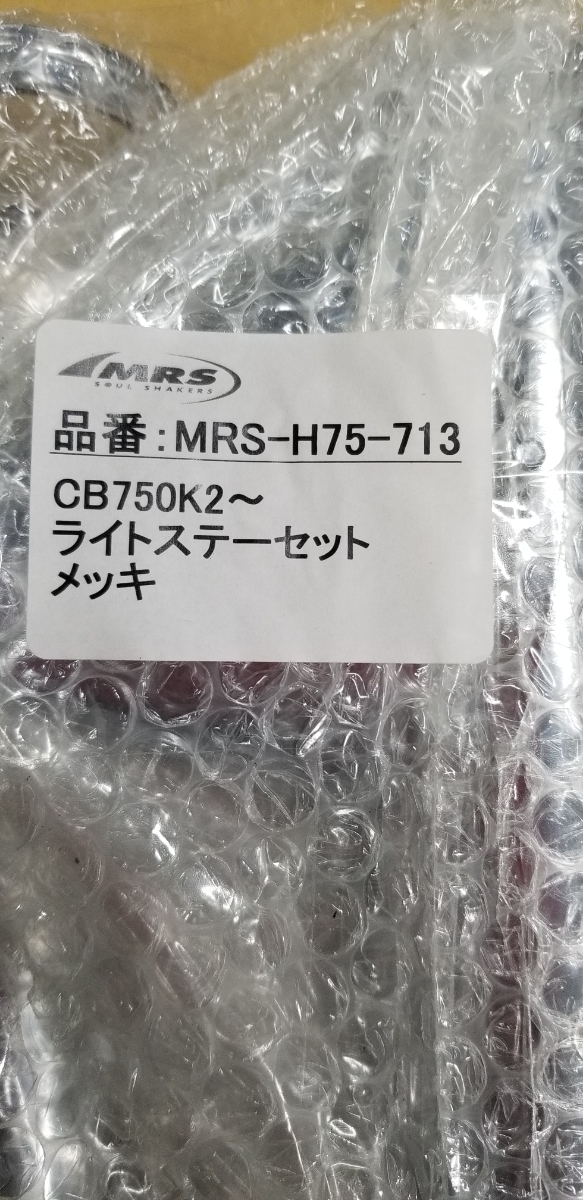 MRS
SOUL SHAKERS
品番:MRS-H75-713
CB750K2～
ライトステーセット
メッキ